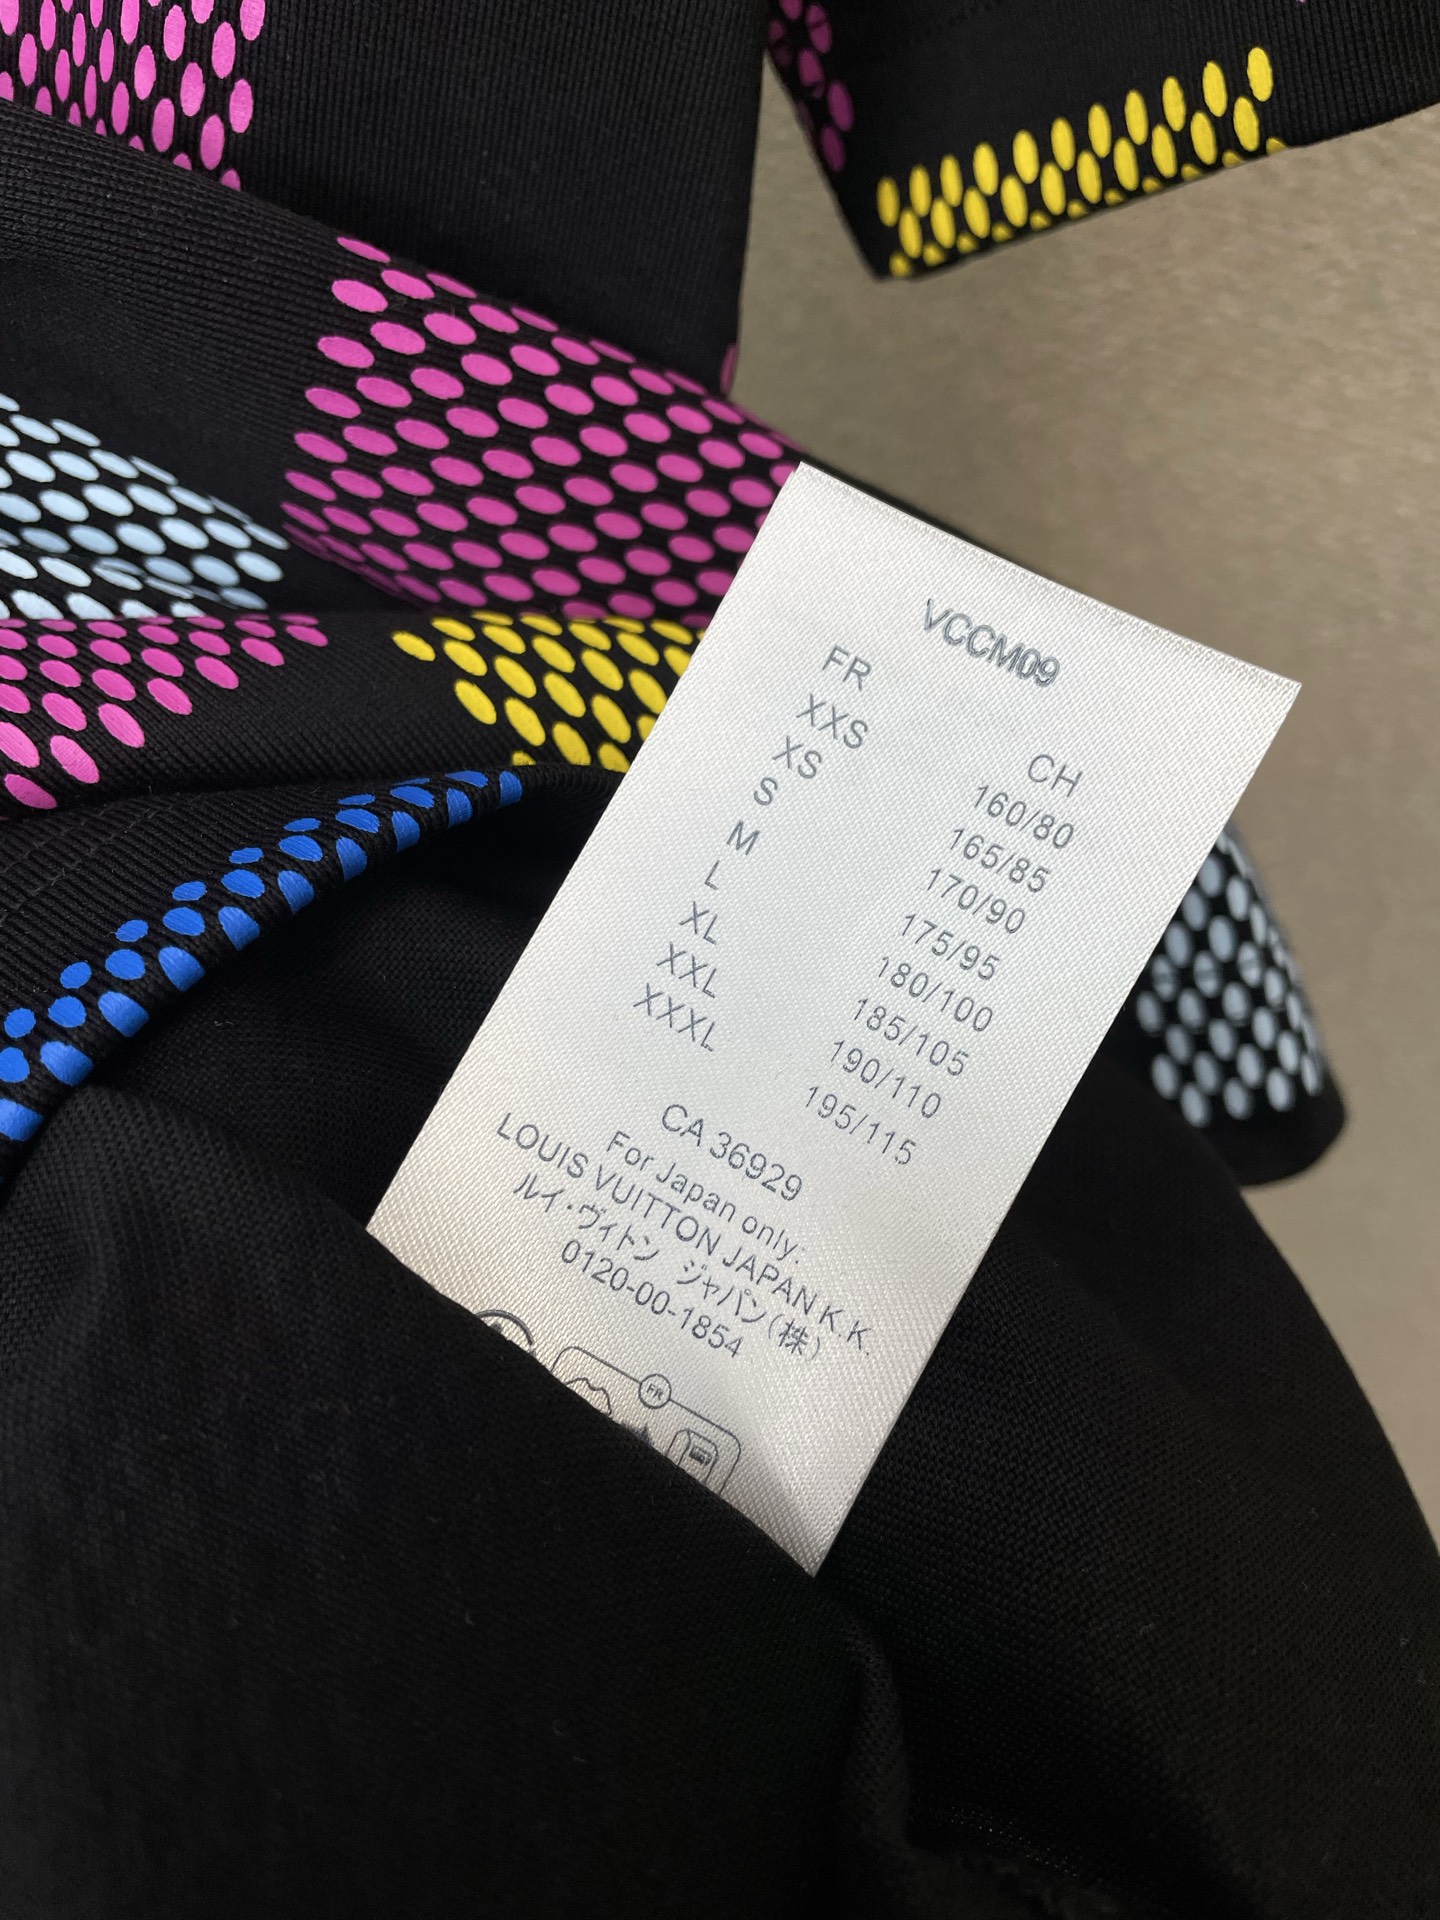 VCCM09
FR CH
XXS 160/80
XS 165/85
S 170/90
M 175/95
L 180/100
XL 185/105
XXL 190/110
XXXL 195/115
CA 36929
For Japan only:
LOUIS VUITTON JAPAN K.K.
ルイ・ヴィトン ジャパン(株)
0120-00-1854
FR